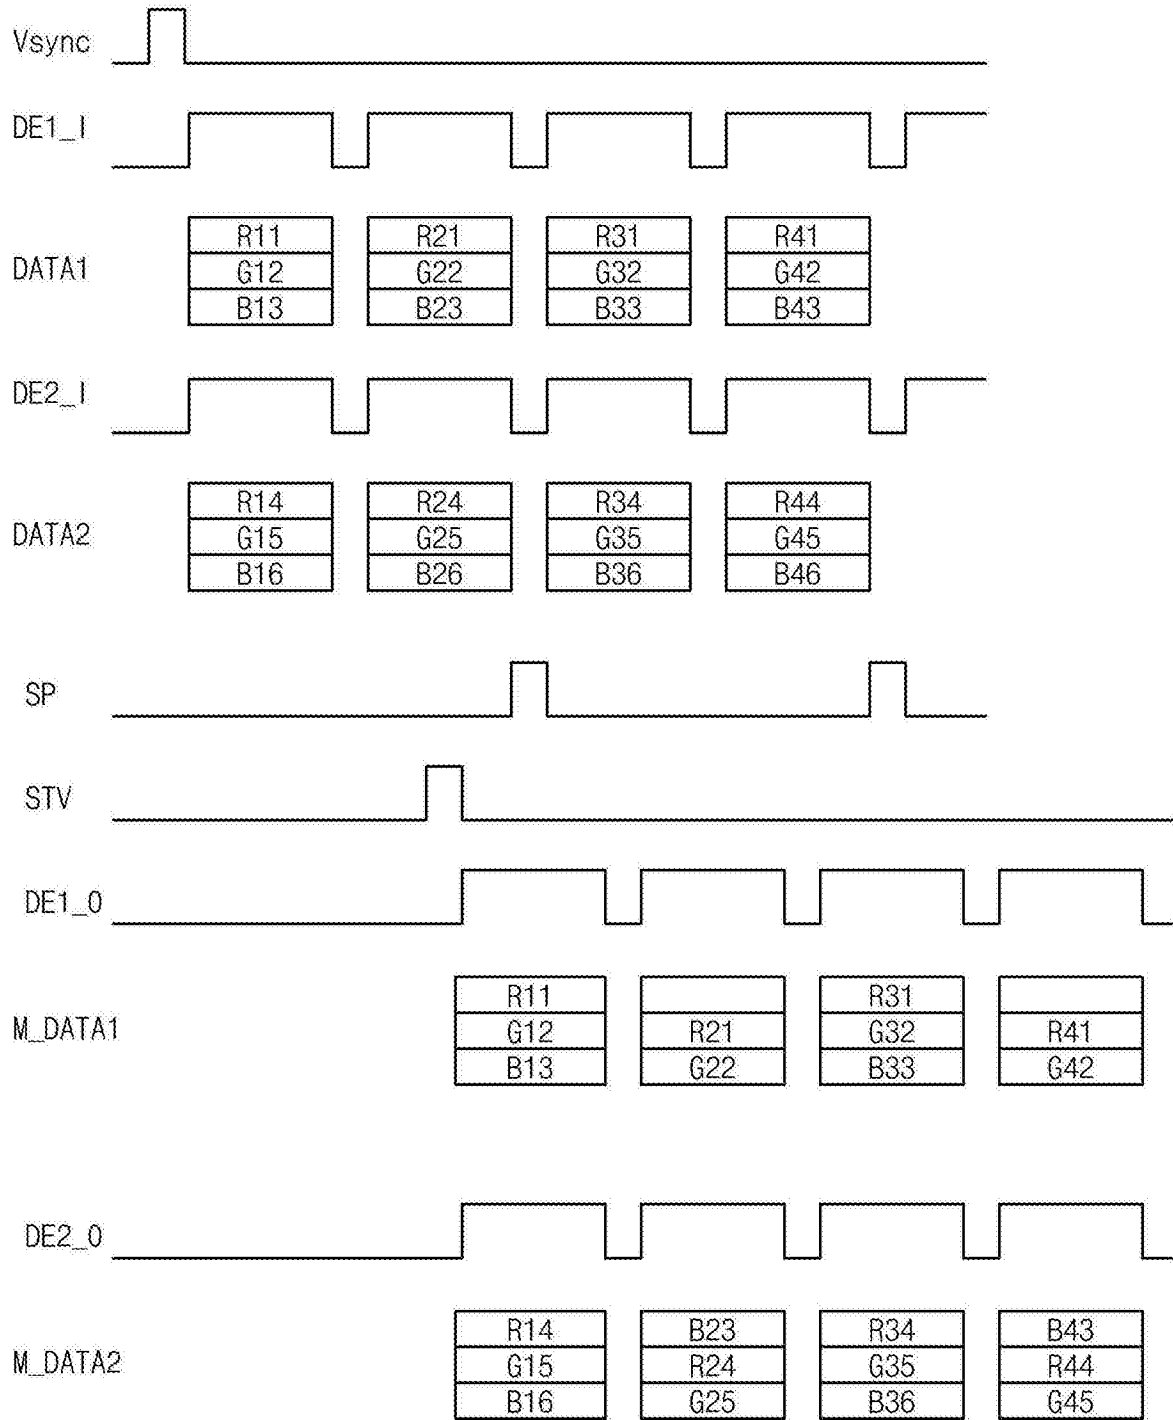 Vsync
DE1_I
R11 R21 R31 R41
DATA1 G12 G22 G32 G42
B13 B23 B33 B43
DE2_I
R14 R24 R34 R44
DATA2 G15 G25 G35 G45
B16 B26 B36 B46
SP
STV
DE1_O
R11 R31
M_DATA1 G12 R21 G32 R41
B13 G22 B33 G42
DE2_O
R14 B23 R34 B43
M_DATA2 G15 R24 G35 R44
B16 G25 B36 G45